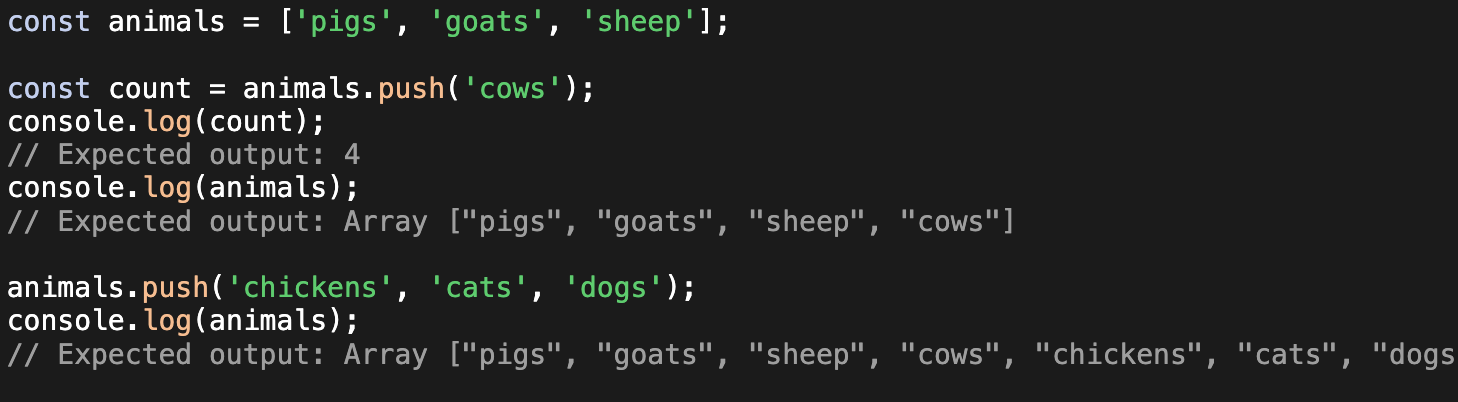 const animals = ['pigs', 'goats', 'sheep'];
const count = animals.push('cows');
console.log(count);
// Expected output: 4
console.log(animals);
// Expected output: Array ["pigs", "goats", "sheep", "cows"]
animals.push('chickens', 'cats', 'dogs');
console.log(animals);
// Expected output: Array ["pigs", "goats", "sheep", "cows", "chickens", "cats", "dogs